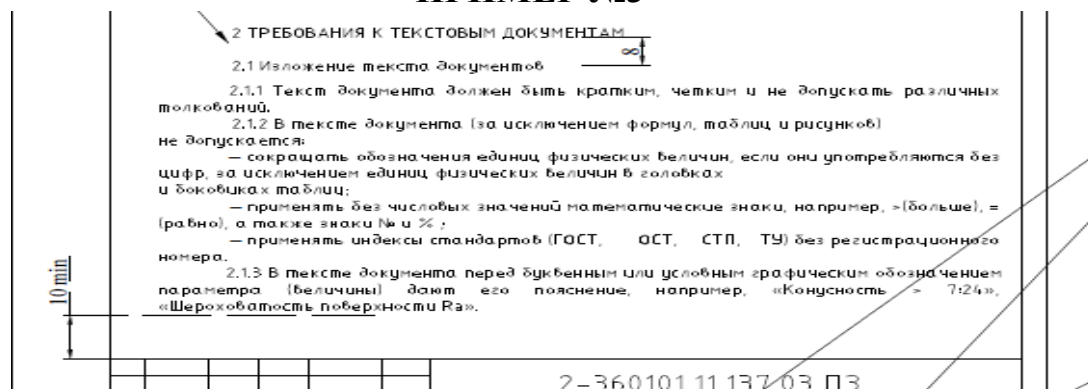 ПРИМЕР №3
2 ТРЕБОВАНИЯ К ТЕКСТОВЫМ ДОКУМЕНТАМ
8
2.1 Изложение текста документов
2.1.1 Текст документа должен быть кратким, четким и не допускать различных
толкований.
2.1.2 В тексте документа (за исключением формул, таблиц и рисунков)
не допускается:
— сокращать обозначения единиц физических величин, если они употребляются без
цифр, за исключением единиц физических величин в головках
и боковиках таблиц;
— применять без числовых значений математические знаки, например, >(больше), =
(равно), а также знаки № и % ;
— применять индексы стандартов (ГОСТ, ОСТ, СТП, ТУ) без регистрационного
номера.
2.1.3 В тексте документа перед буквенным или условным графическим обозначением
параметра (величины) дают его пояснение, например, «Конусность > 7:24»,
«Шероховатость поверхности Ra».
10 min
2-360101 11 137 03 ПЗ